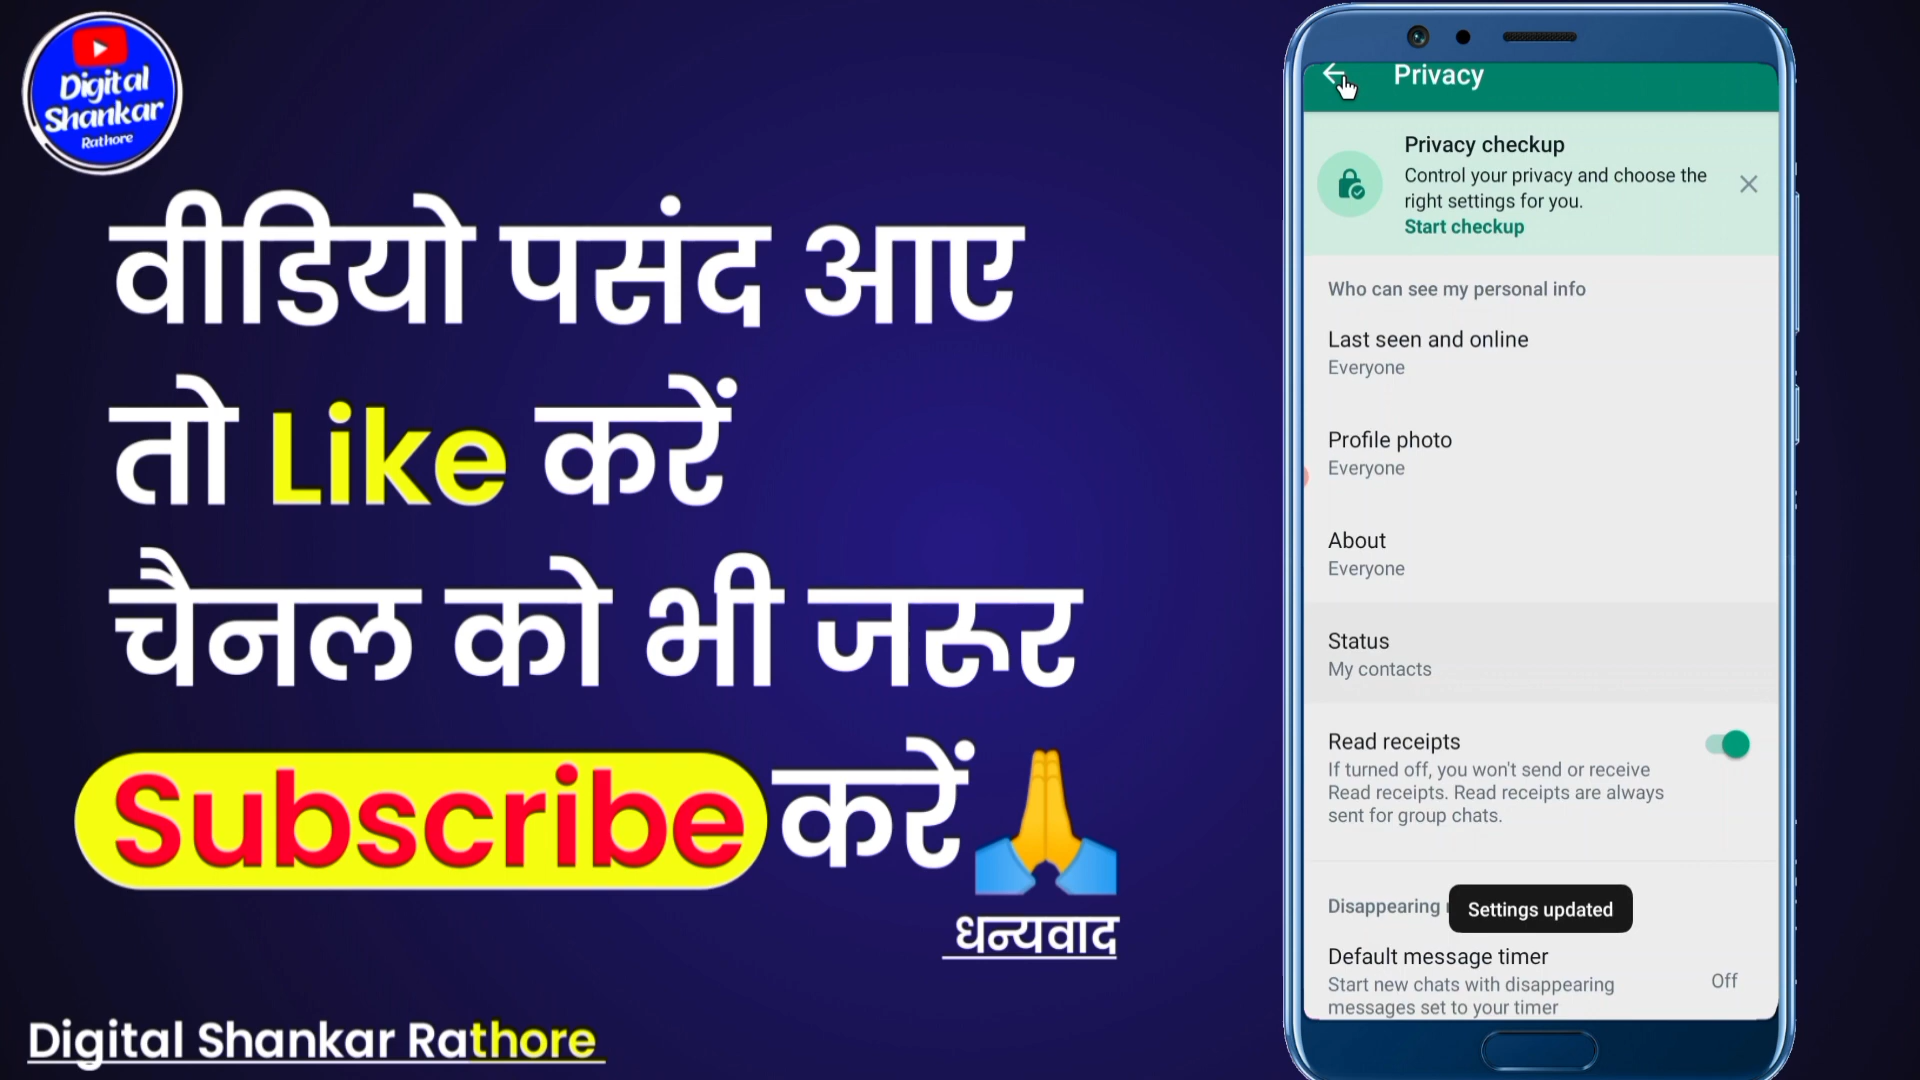 Digital
Shankar
Rathore
वीडियो पसंद आए
तो Like करें
चैनल को भी जरूर
Subscribe करें
धन्यवाद
Digital Shankar Rathore
Privacy
Privacy checkup
Control your privacy and choose the
right settings for you.
Start checkup
Who can see my personal info
Last seen and online
Everyone
Profile photo
Everyone
About
Everyone
Status
My contacts
Read receipts
If turned off, you won't send or receive
Read receipts. Read receipts are always
sent for group chats.
Disappearing
Settings updated
Default message timer
Start new chats with disappearing
messages set to your timer
Off